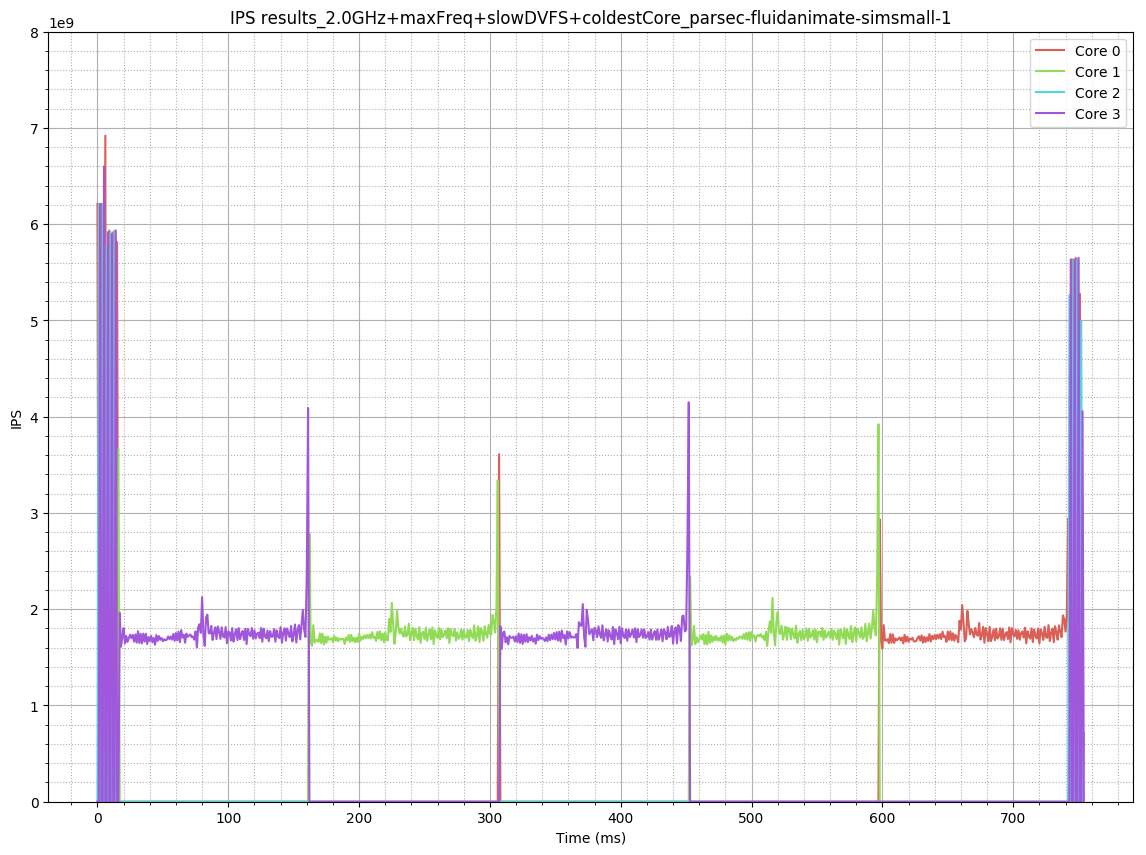 IPS results_2.0GHz+maxFreq+slowDVFS+coldestCore_parsec-fluidanimate-simsmall-1
1e9
8
7
6
5
4
3
2
1
0
IPS
Core 0
Core 1
Core 2
Core 3
0 100 200 300 400 500 600 700
Time (ms)